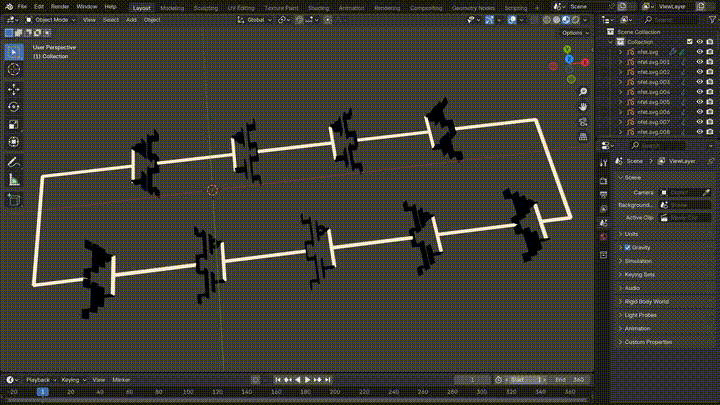 File Edit Render Window Help
Layout Modeling Sculpting UV Editing Texture Paint Shading Animation Rendering Compositing Geometry Nodes Scripting
Scene
ViewLayer
Object Mode View Select Add Object
Global
Options
User Perspective
(1) Collection
X
Y
Z
Search
Scene Collection
Collection
nfet.svg
nfet.svg.001
nfet.svg.002
nfet.svg.003
nfet.svg.004
nfet.svg.005
nfet.svg.006
nfet.svg.007
nfet.svg.008
Search
Scene ViewLayer
Scene
Camera
Background...
Active Clip
Units
Gravity
Simulation
Keying Sets
Audio
Rigid Body World
Light Probes
Animation
Custom Properties
Playback Keying View Marker
1
Start 1 End 360
-20 1 20 40 60 80 100 120 140 160 180 200 220 240 260 280 300 320 340 360